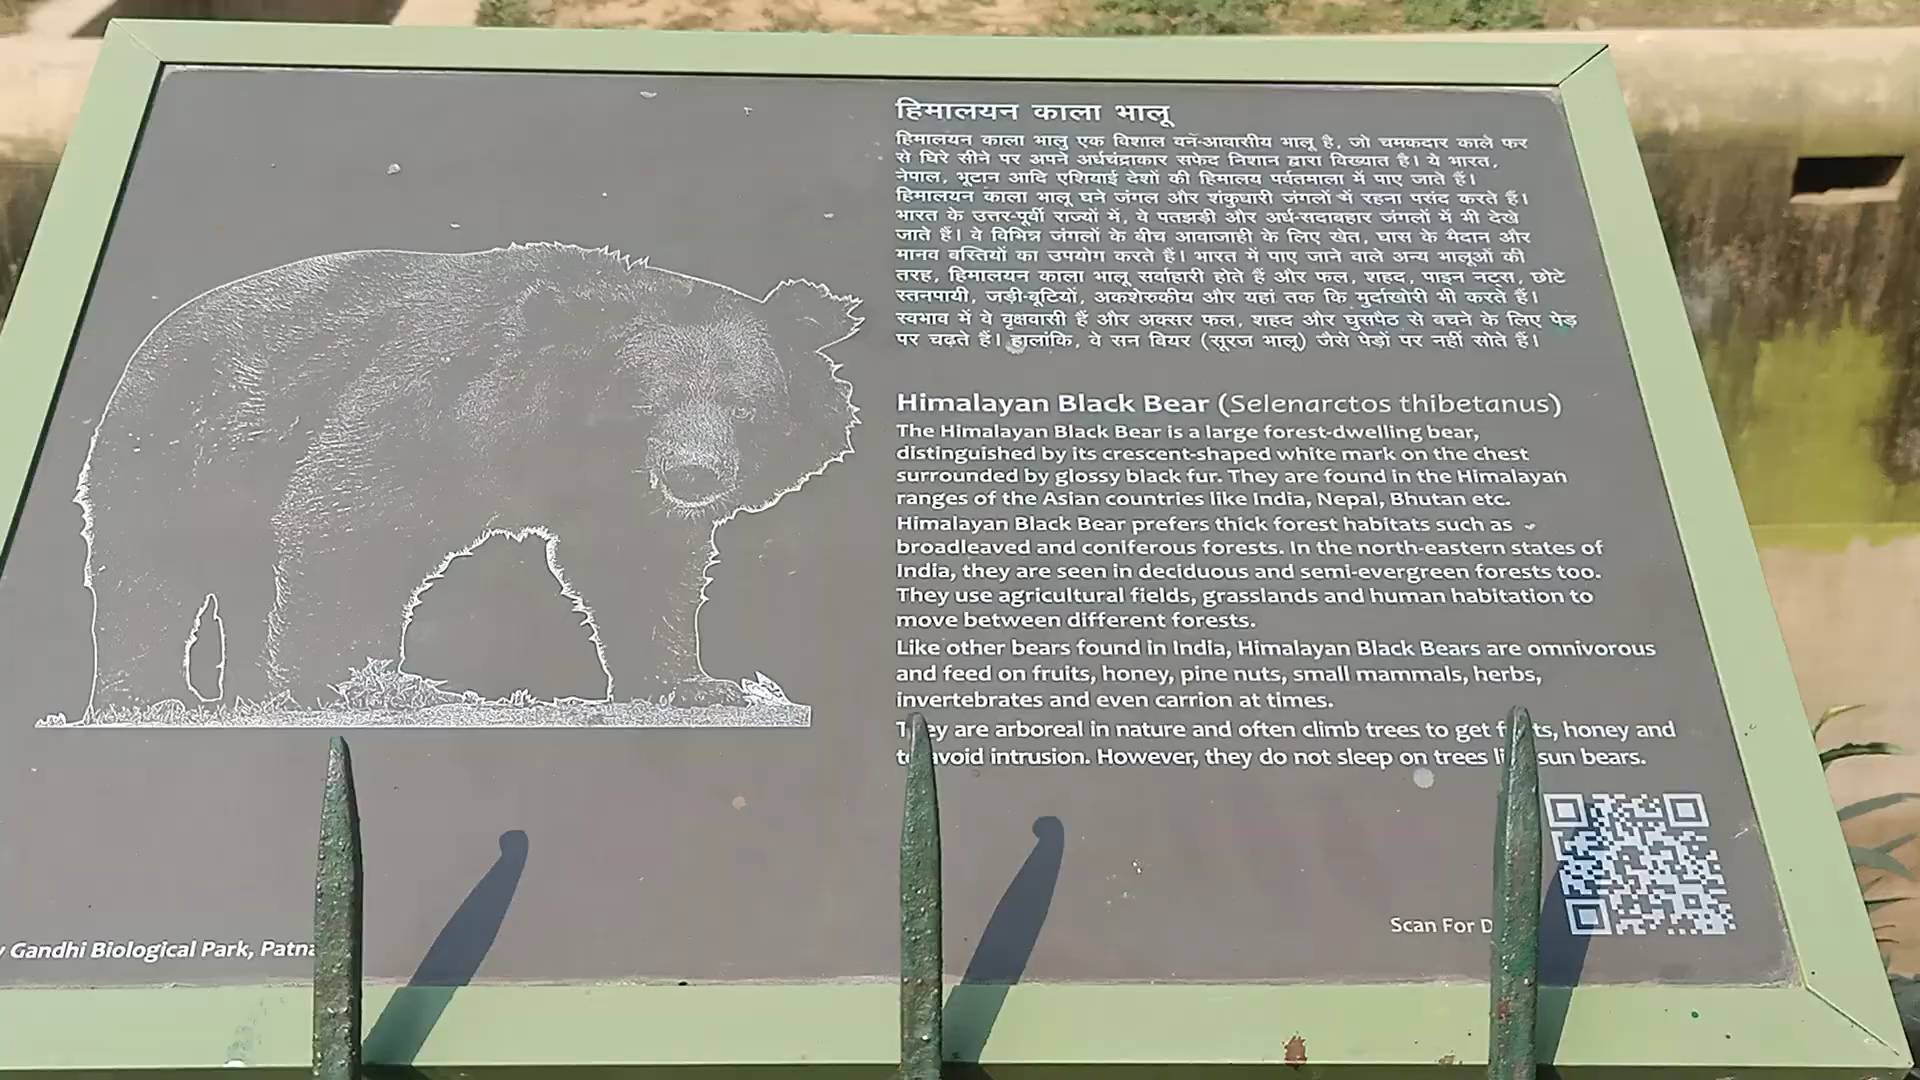 हिमालयन काला भालू
हिमालयन काला भालु एक विशाल वन-आवासीय भालू है, जो चमकदार काले फर
से घिरे सीने पर अपने अर्धचंद्राकार सफेद निशान द्वारा विख्यात है। ये भारत,
नेपाल, भूटान आदि एशियाई देशों की हिमालय पर्वतमाला में पाए जाते हैं।
हिमालयन काला भालू घने जंगल और शंकुधारी जंगलों में रहना पसंद करते हैं।
भारत के उत्तर-पूर्वी राज्यों में, वे पतझड़ी और अर्ध-सदाबहार जंगलों में भी देखे
जाते हैं। वे विभिन्न जंगलों के बीच आवाजाही के लिए खेत, घास के मैदान और
मानव बस्तियों का उपयोग करते हैं। भारत में पाए जाने वाले अन्य भालूओं की
तरह, हिमालयन काला भालू सर्वाहारी होते हैं और फल, शहद, पाइन नट्स, छोटे
स्तनपायी, जड़ी-बूटियों, अकशेरुकीय और यहां तक कि मुर्दाखोरी भी करते हैं।
स्वभाव में वे वृक्षवासी हैं और अक्सर फल, शहद और घुसपैठ से बचने के लिए पेड़
पर चढ़ते हैं। हालांकि, वे सन बियर (सूरज भालू) जैसे पेड़ों पर नहीं सोते हैं।
Himalayan Black Bear (Selenarctos thibetanus)
The Himalayan Black Bear is a large forest-dwelling bear,
distinguished by its crescent-shaped white mark on the chest
surrounded by glossy black fur. They are found in the Himalayan
ranges of the Asian countries like India, Nepal, Bhutan etc.
Himalayan Black Bear prefers thick forest habitats such as
broadleaved and coniferous forests. In the north-eastern states of
India, they are seen in deciduous and semi-evergreen forests too.
They use agricultural fields, grasslands and human habitation to
move between different forests.
Like other bears found in India, Himalayan Black Bears are omnivorous
and feed on fruits, honey, pine nuts, small mammals, herbs,
invertebrates and even carrion at times.
They are arboreal in nature and often climb trees to get fruits, honey and
to avoid intrusion. However, they do not sleep on trees like sun bears.
Scan For D
Gandhi Biological Park, Patna